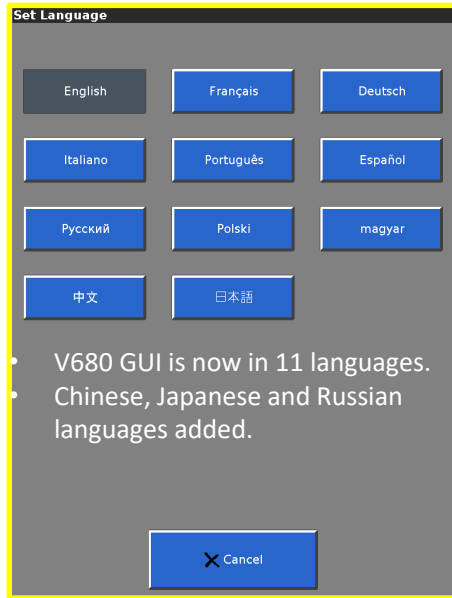 Set Language
English Français Deutsch
Italiano Português Español
Русский Polski magyar
中文 日本語
• V680 GUI is now in 11 languages.
• Chinese, Japanese and Russian
languages added.
Cancel